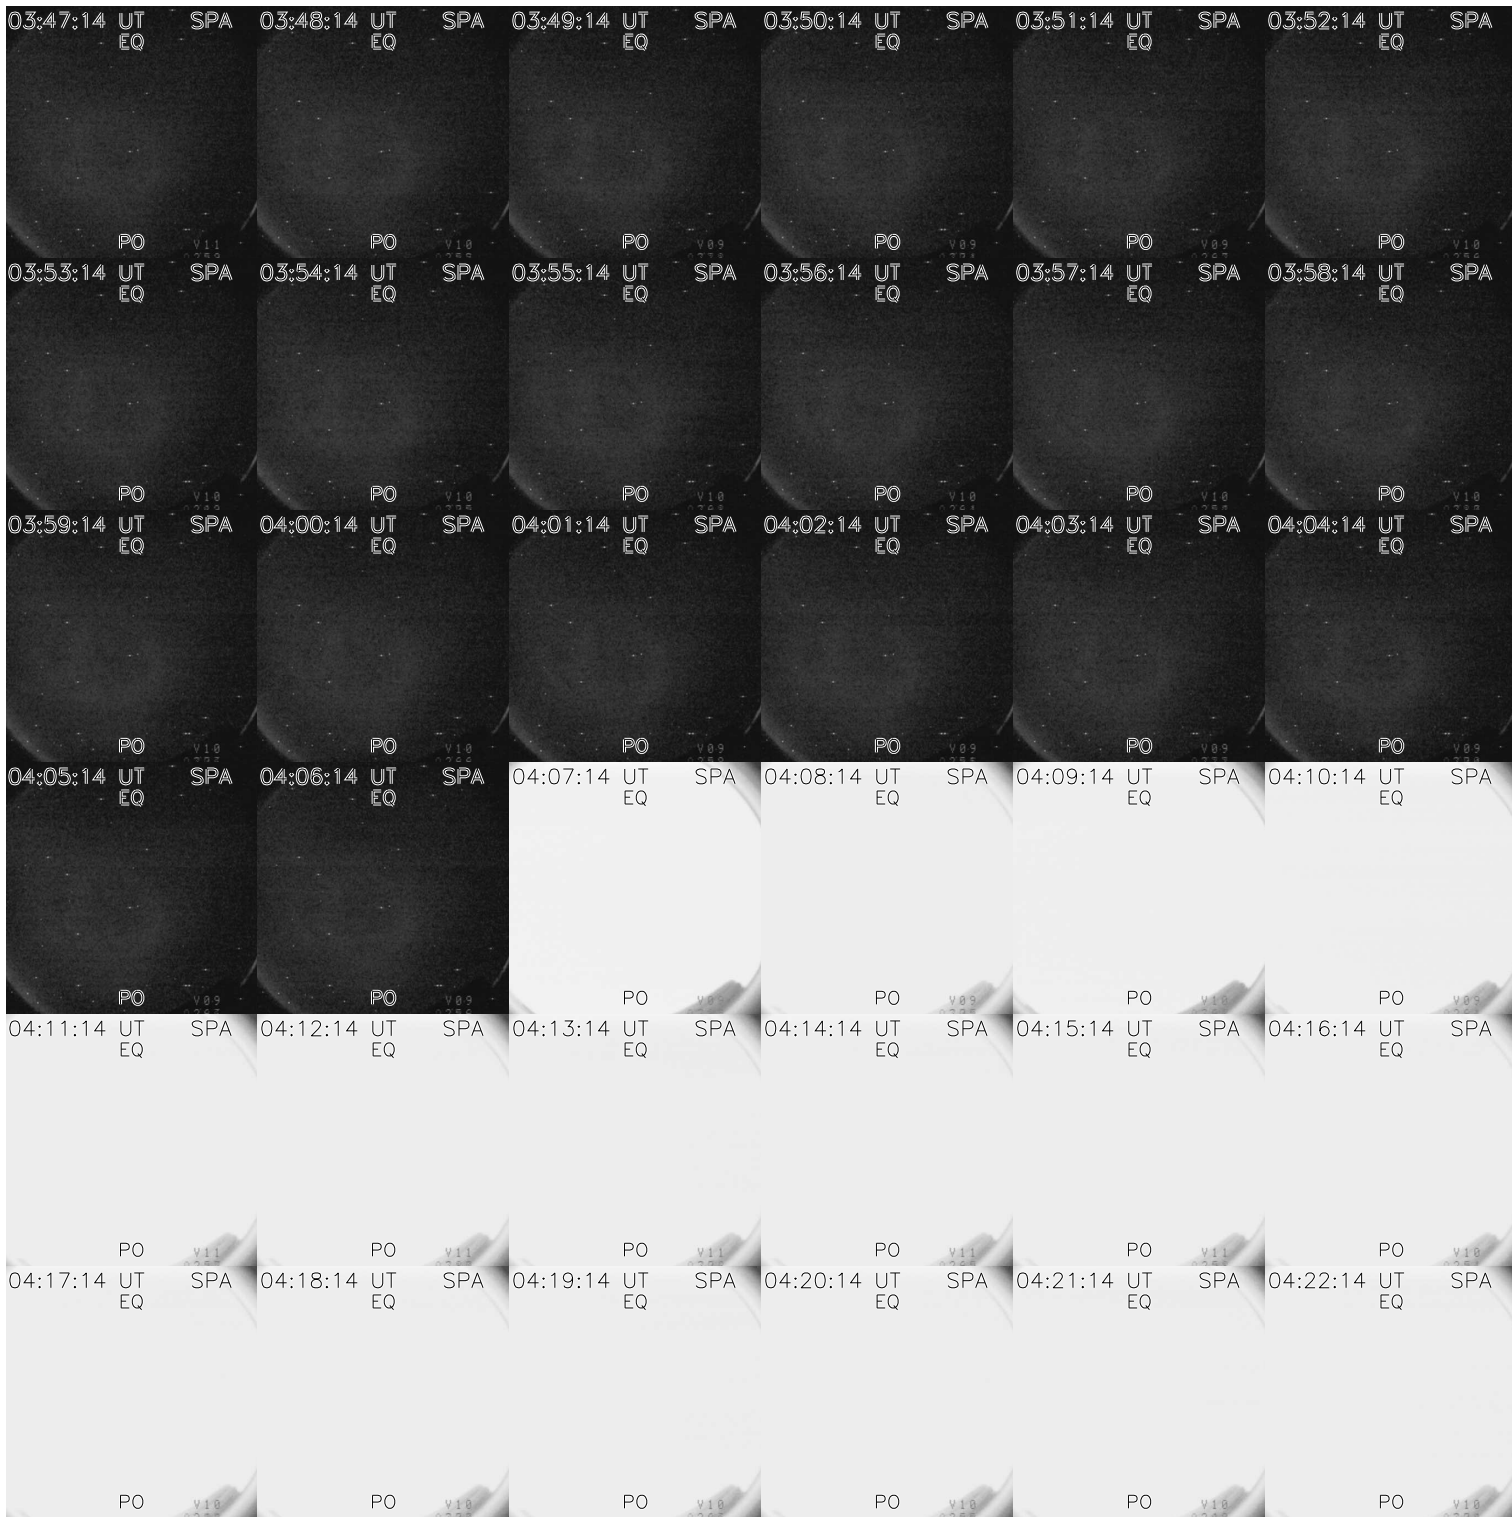 03:47:14 UT SPA 03:48:14 UT SPA 03:49:14 UT SPA 03:50:14 UT SPA 03:51:14 UT SPA 03:52:14 UT SPA
EQ EQ EQ EQ EQ EQ
PO V11 PO V10 PO V09 PO V09 PO V09 PO V10
03:53:14 UT SPA 03:54:14 UT SPA 03:55:14 UT SPA 03:56:14 UT SPA 03:57:14 UT SPA 03:58:14 UT SPA
EQ EQ EQ EQ EQ EQ
PO V10 PO V10 PO V10 PO V10 PO V10 PO V10
03:59:14 UT SPA 04:00:14 UT SPA 04:01:14 UT SPA 04:02:14 UT SPA 04:03:14 UT SPA 04:04:14 UT SPA
EQ EQ EQ EQ EQ EQ
PO V10 PO V10 PO V09 PO V09 PO V09 PO V09
04:05:14 UT SPA 04:06:14 UT SPA 04:07:14 UT SPA 04:08:14 UT SPA 04:09:14 UT SPA 04:10:14 UT SPA
EQ EQ EQ EQ EQ EQ
PO V09 PO V09 PO V09 PO V09 PO V10 PO V09
04:11:14 UT SPA 04:12:14 UT SPA 04:13:14 UT SPA 04:14:14 UT SPA 04:15:14 UT SPA 04:16:14 UT SPA
EQ EQ EQ EQ EQ EQ
PO V11 PO V11 PO V11 PO V11 PO V11 PO V10
04:17:14 UT SPA 04:18:14 UT SPA 04:19:14 UT SPA 04:20:14 UT SPA 04:21:14 UT SPA 04:22:14 UT SPA
EQ EQ EQ EQ EQ EQ
PO V10 PO V10 PO V10 PO V10 PO V10 PO V10